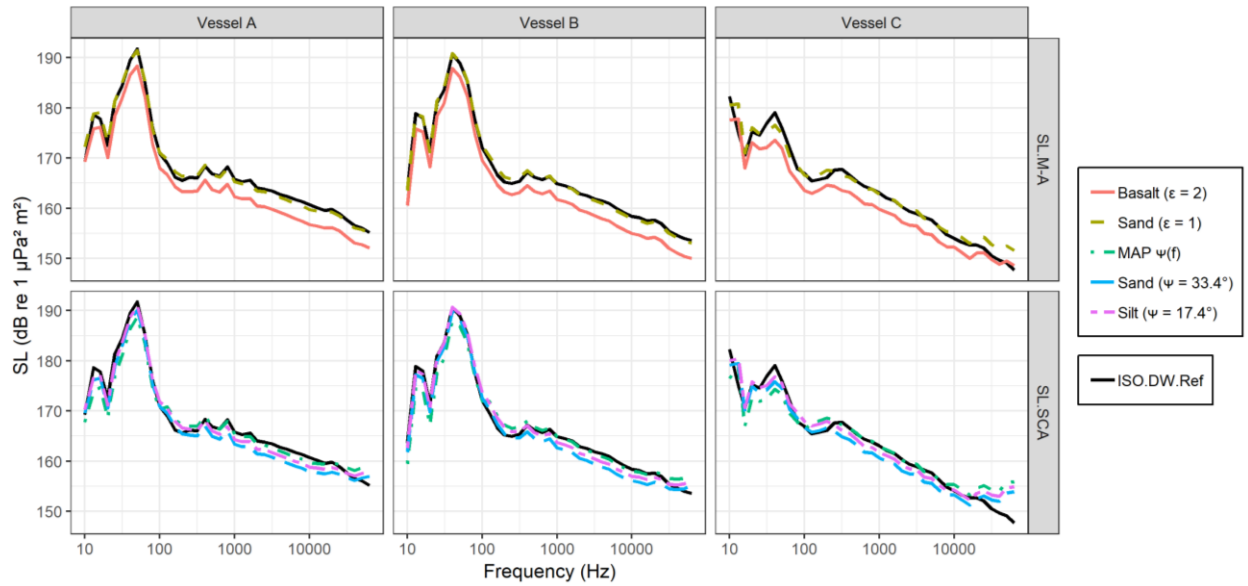 Vessel A
Vessel B
Vessel C
190
180
170
160
150
SL.M-A
190
180
170
160
150
SL.SCA
SL (dB re 1 µPa² m²)
10
100
1000
10000
10
100
1000
10000
10
100
1000
10000
Frequency (Hz)
Basalt (ε = 2)
Sand (ε = 1)
MAP Ψ(f)
Sand (Ψ = 33.4°)
Silt (Ψ = 17.4°)
ISO.DW.Ref